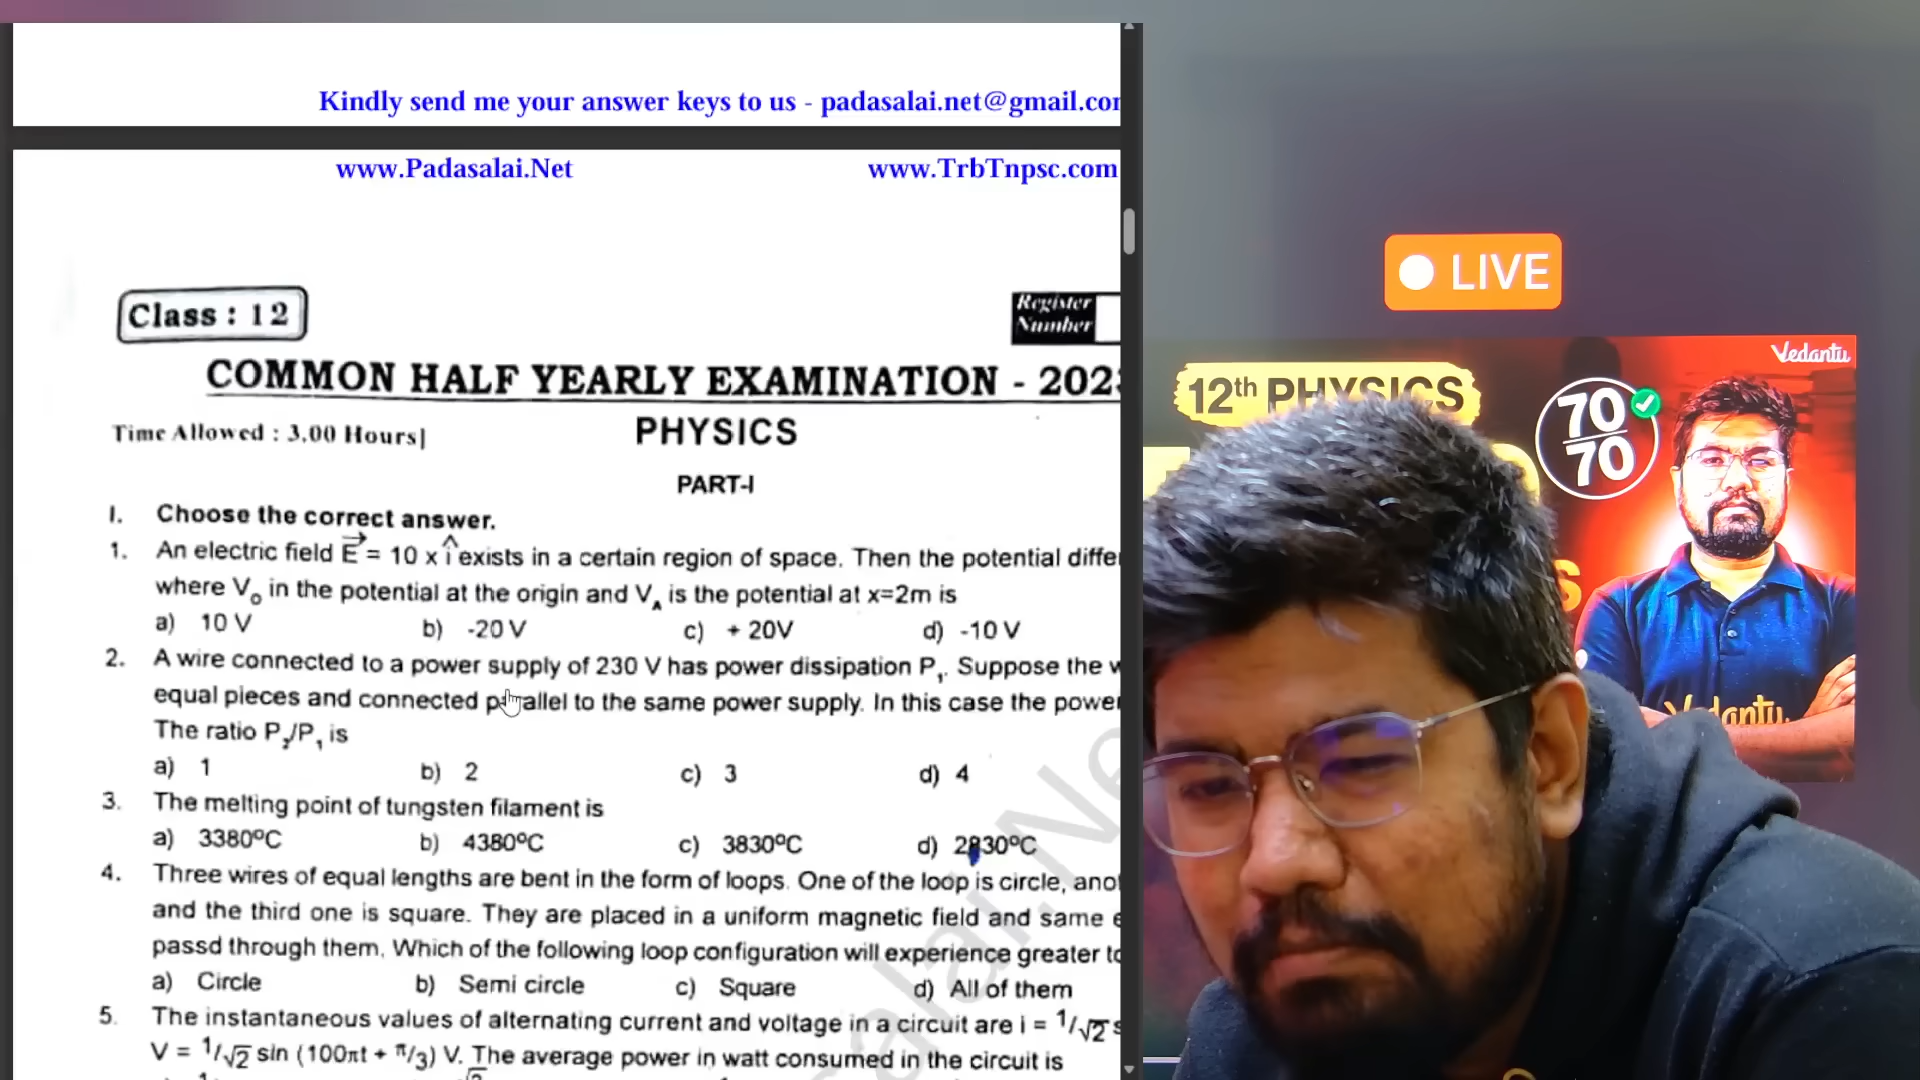 Kindly send me your answer keys to us - padasalai.net@gmail.com
www.Padasalai.Net
www.TrbTnpsc.com
Class : 12
Register
Number
COMMON HALF YEARLY EXAMINATION - 202
Time Allowed : 3.00 Hours]
PHYSICS
PART-I
I. Choose the correct answer.
1. An electric field E⃗ = 10 x î exists in a certain region of space. Then the potential diffe
where V₀ in the potential at the origin and V_A is the potential at x=2m is
a) 10 V b) -20 V c) + 20V d) -10 V
2. A wire connected to a power supply of 230 V has power dissipation P₁. Suppose the w
equal pieces and connected parallel to the same power supply. In this case the power
The ratio P₂/P₁ is
a) 1 b) 2 c) 3 d) 4
3. The melting point of tungsten filament is
a) 3380ºC b) 4380ºC c) 3830ºC d) 2830ºC
4. Three wires of equal lengths are bent in the form of loops. One of the loop is circle, ano
and the third one is square. They are placed in a uniform magnetic field and same e
passd through them. Which of the following loop configuration will experience greater to
a) Circle b) Semi circle c) Square d) All of them
5. The instantaneous values of alternating current and voltage in a circuit are i = 1/√2 s
V = 1/√2 sin (100πt + π/3) V. The average power in watt consumed in the circuit is
LIVE
Vedantu
12th PHYSICS
70
70
Vedantu